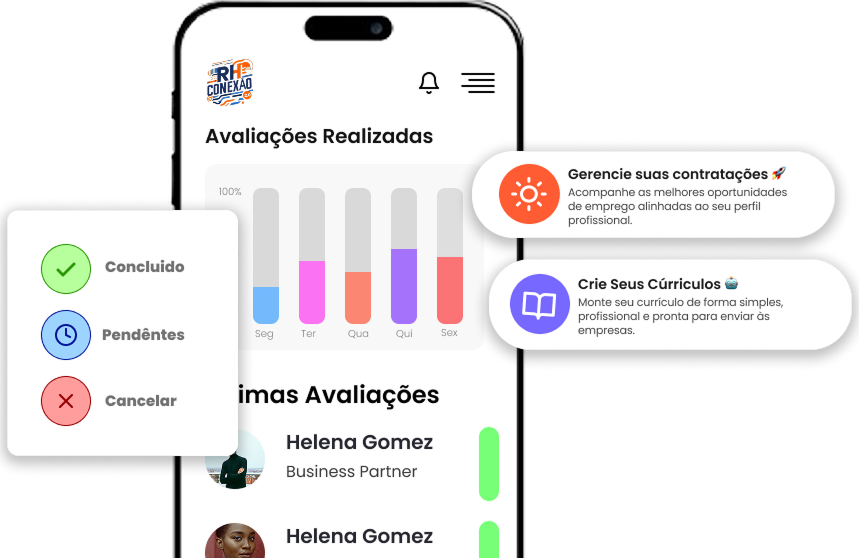 RH
CONEXÃO
Avaliações Realizadas
100%
Seg
Ter
Qua
Qui
Sex
Gerencie suas contratações 🚀
Acompanhe as melhores oportunidades
de emprego alinhadas ao seu perfil
profissional.
Crie Seus Cúrriculos 🤖
Monte seu currículo de forma simples,
profissional e pronta para enviar às
empresas.
Concluido
Pendêntes
Cancelar
imas Avaliações
Helena Gomez
Business Partner
Helena Gomez